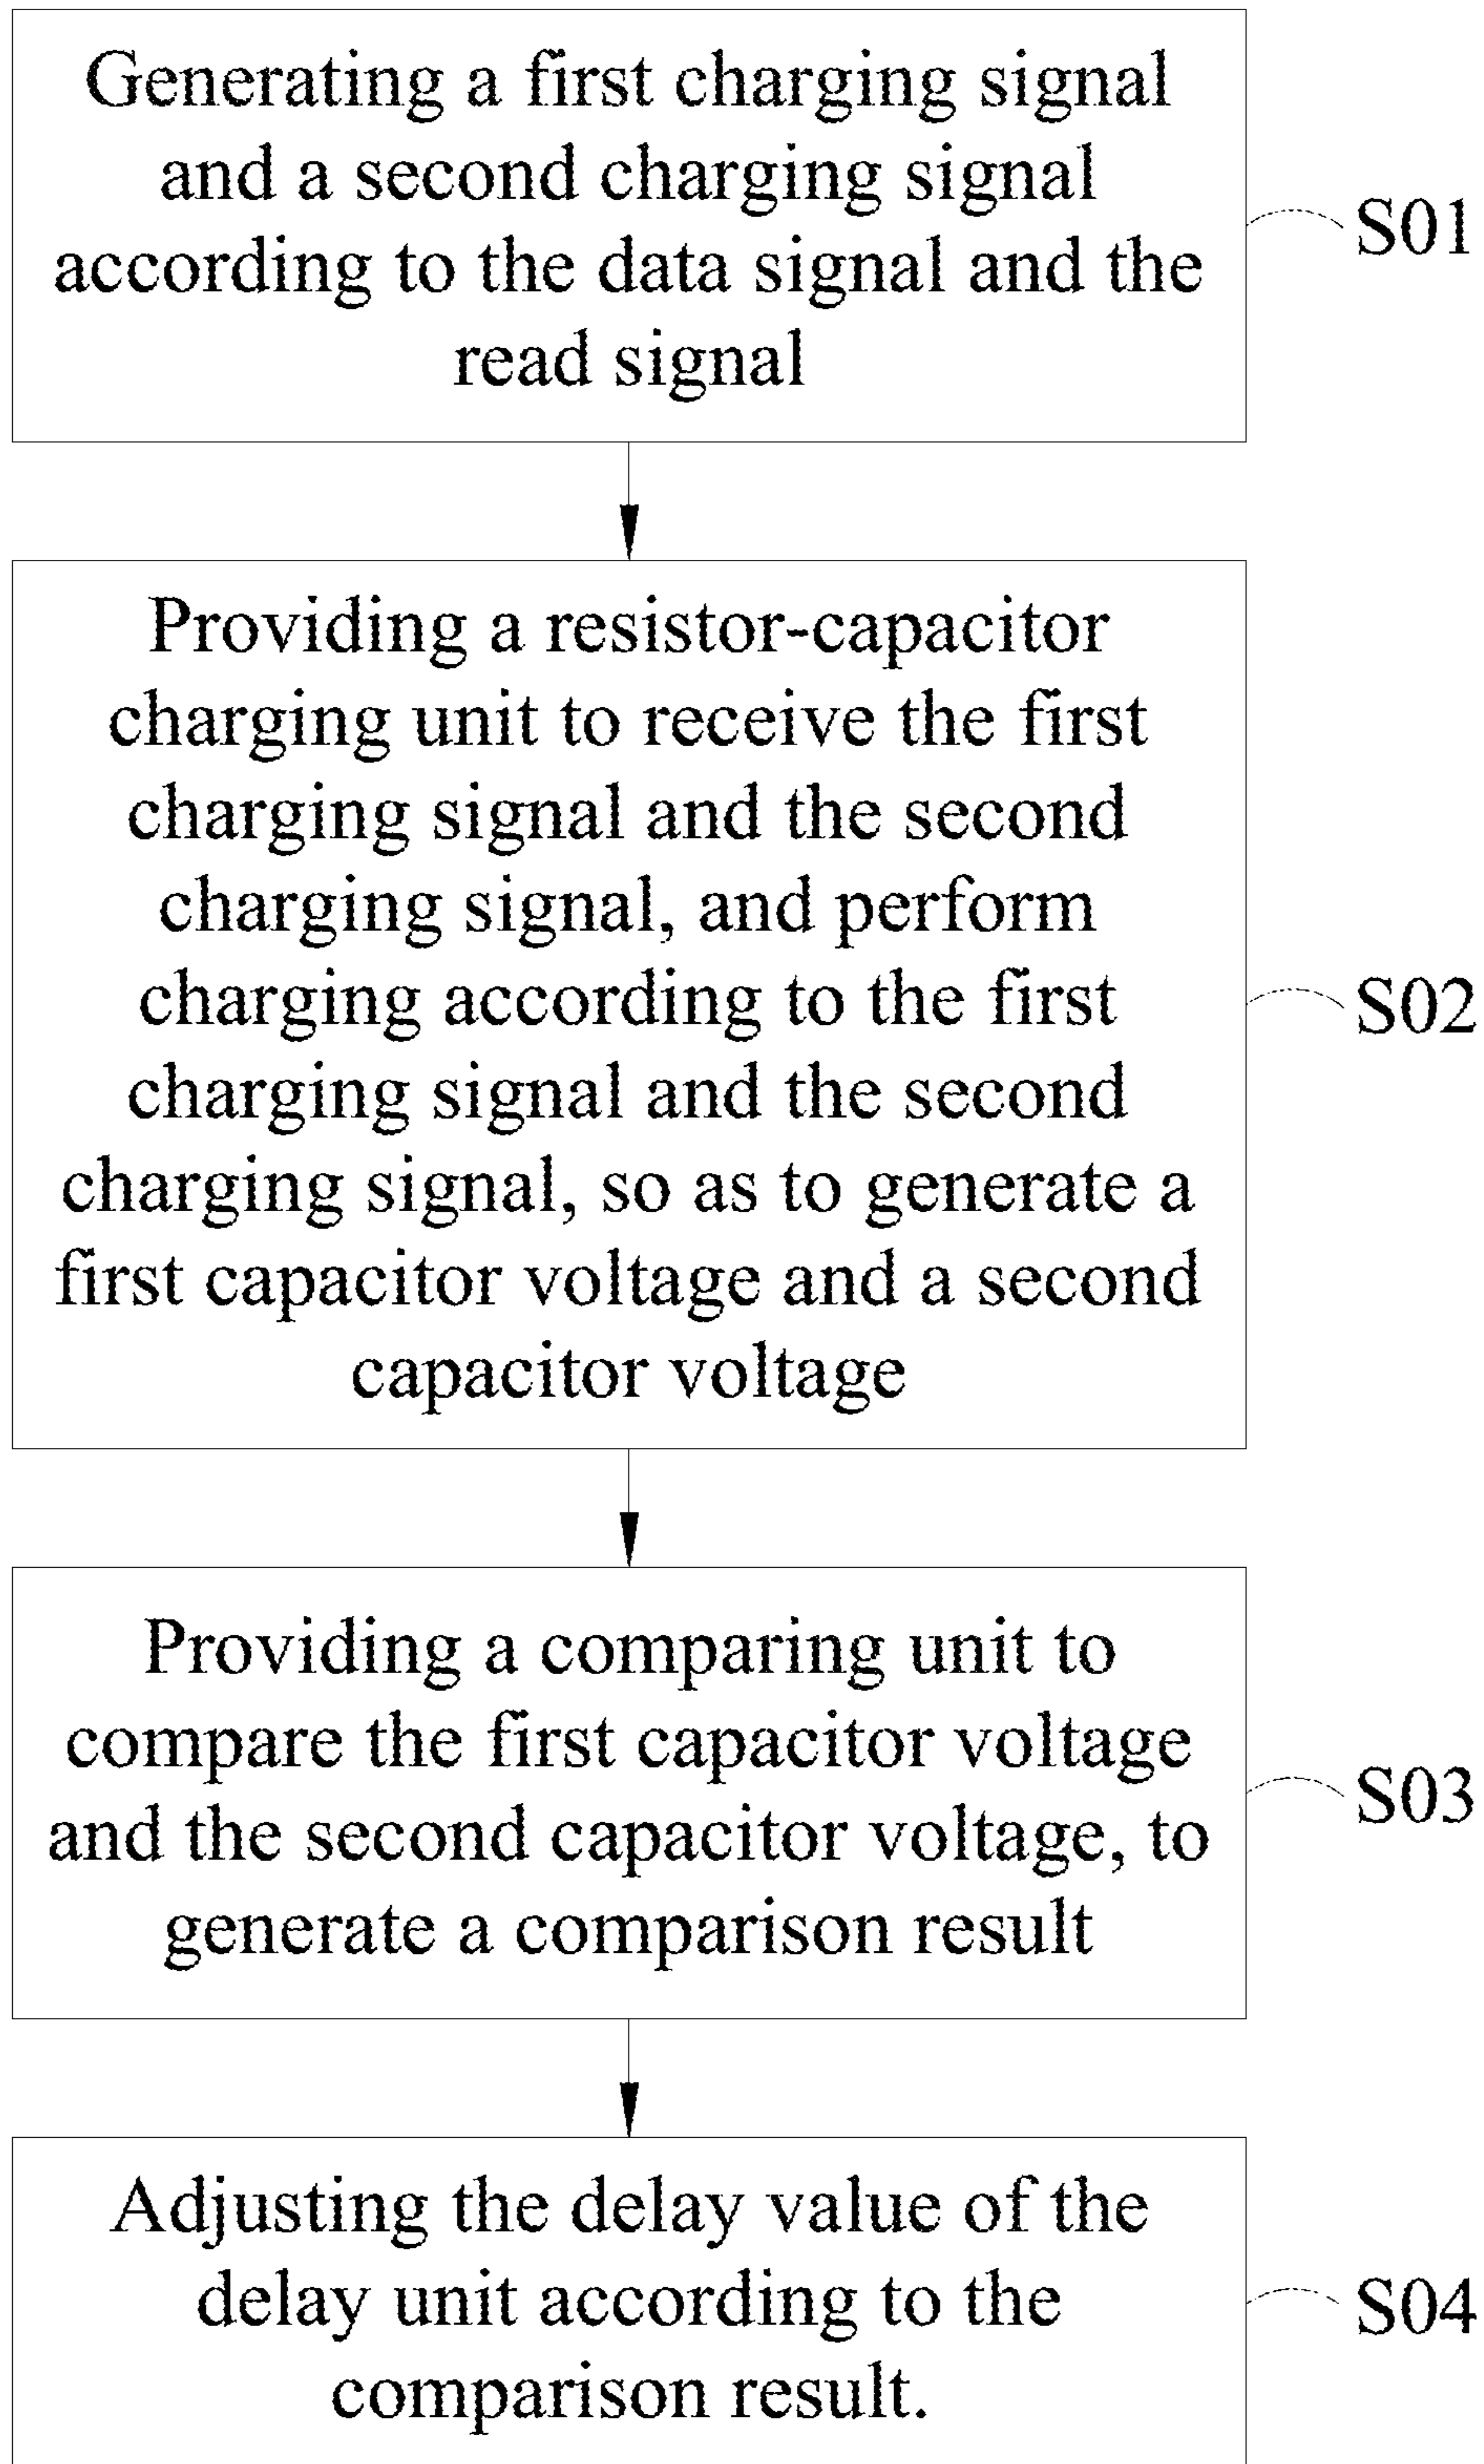 Generating a first charging signal
and a second charging signal
according to the data signal and the
read signal
S01
Providing a resistor-capacitor
charging unit to receive the first
charging signal and the second
charging signal, and perform
charging according to the first
charging signal and the second
charging signal, so as to generate a
first capacitor voltage and a second
capacitor voltage
S02
Providing a comparing unit to
compare the first capacitor voltage
and the second capacitor voltage, to
generate a comparison result
S03
Adjusting the delay value of the
delay unit according to the
comparison result.
S04